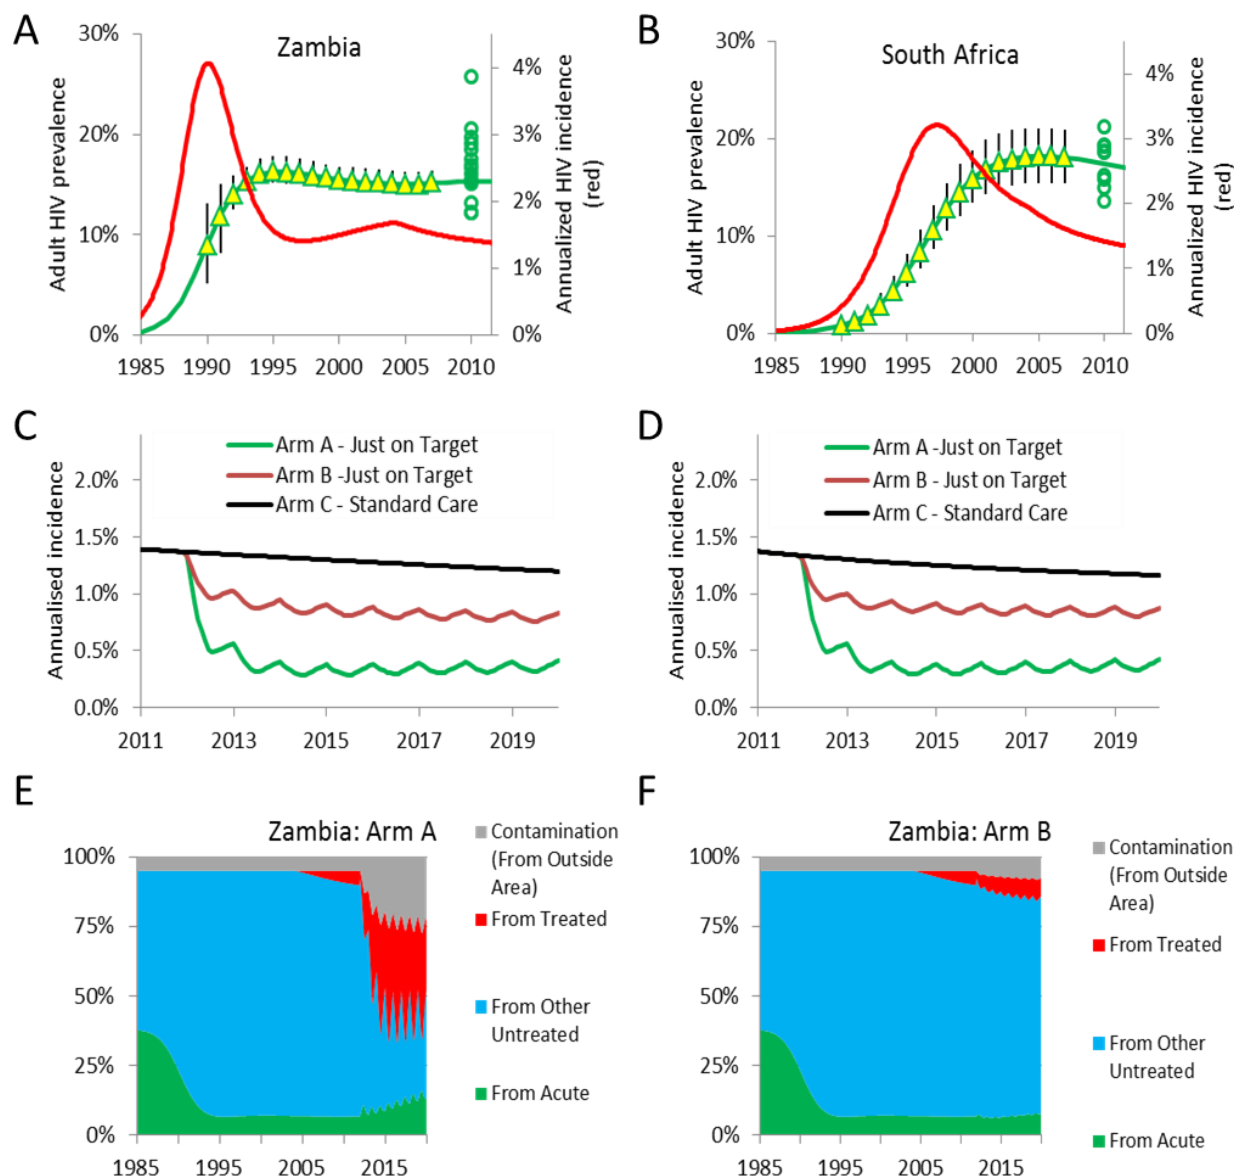 A
Zambia
30%
20%
10%
0%
Adult HIV prevalence
4%
3%
2%
1%
0%
Annualized HIV incidence
(red)
1985 1990 1995 2000 2005 2010
B
South Africa
30%
20%
10%
0%
Adult HIV prevalence
4%
3%
2%
1%
0%
Annualized HIV incidence
(red)
1985 1990 1995 2000 2005 2010
C
Arm A - Just on Target
Arm B -Just on Target
Arm C - Standard Care
2.0%
1.5%
1.0%
0.5%
0.0%
Annualised incidence
2011 2013 2015 2017 2019
D
Arm A -Just on Target
Arm B - Just on Target
Arm C - Standard Care
2.0%
1.5%
1.0%
0.5%
0.0%
Annualised incidence
2011 2013 2015 2017 2019
E
Zambia: Arm A
100%
75%
50%
25%
0%
1985 1995 2005 2015
Contamination
(From Outside
Area)
From Treated
From Other
Untreated
From Acute
F
Zambia: Arm B
100%
75%
50%
25%
0%
1985 1995 2005 2015
Contamination
(From Outside
Area)
From Treated
From Other
Untreated
From Acute